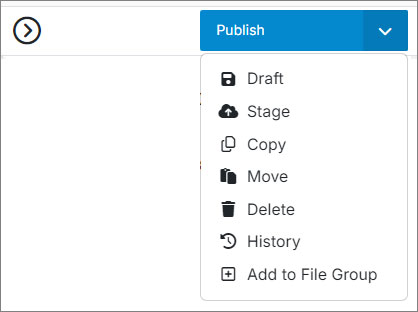 Publish
Draft
Stage
Copy
Move
Delete
History
Add to File Group